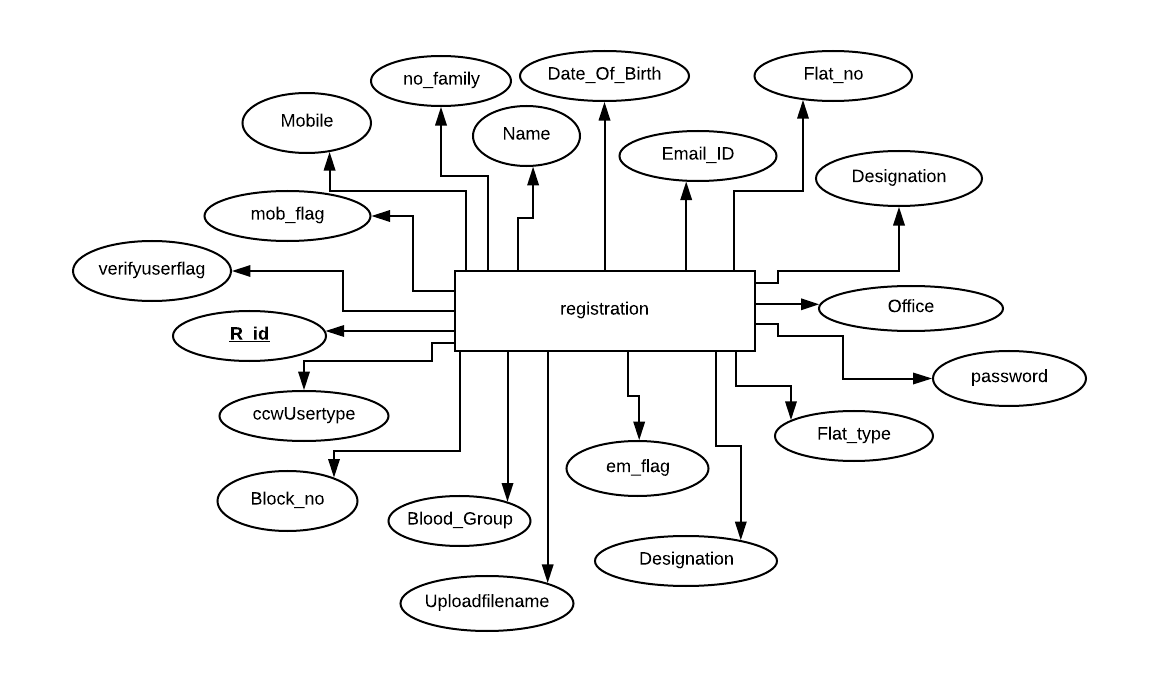 no_family
Date_Of_Birth
Flat_no
Mobile
Name
Email_ID
Designation
mob_flag
verifyuserflag
registration
Office
R_id
password
ccwUsertype
Flat_type
em_flag
Block_no
Blood_Group
Designation
Uploadfilename